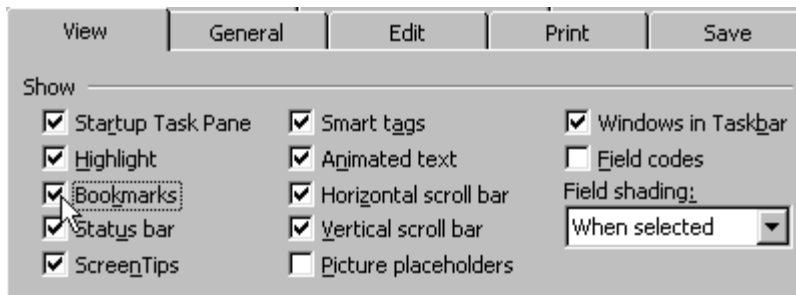 View General Edit Print Save
Show
Startup Task Pane Smart tags Windows in Taskbar
Highlight Animated text Field codes
Bookmarks Horizontal scroll bar Field shading:
Status bar Vertical scroll bar When selected
ScreenTips Picture placeholders